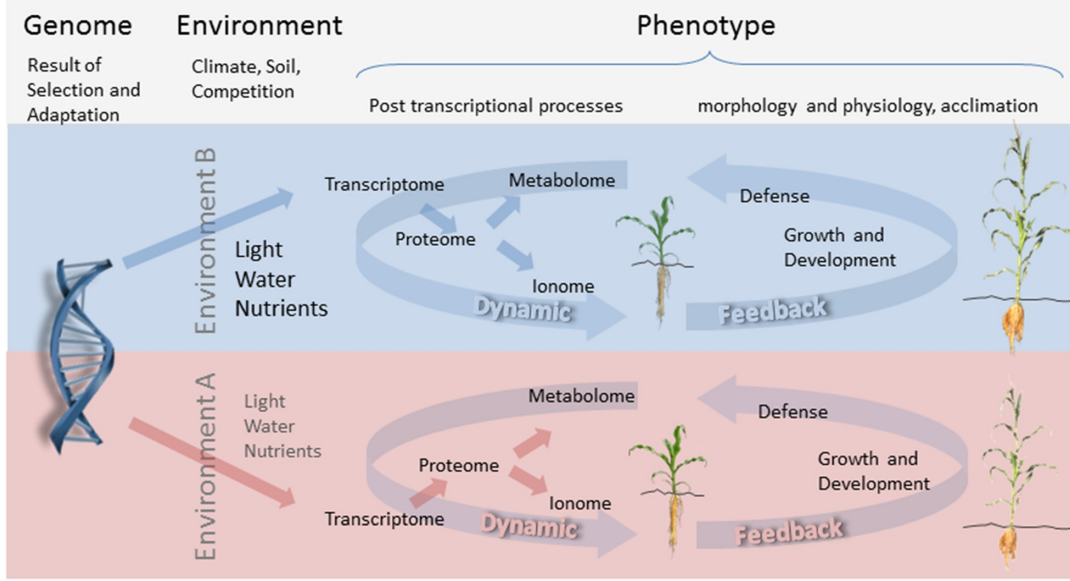 Genome
Environment
Phenotype
Result of
Selection and
Adaptation
Climate, Soil,
Competition
Post transcriptional processes
morphology and physiology, acclimation
Environment B
Light
Water
Nutrients
Transcriptome
Metabolome
Proteome
Ionome
Dynamic
Defense
Growth and
Development
Feedback
Environment A
Light
Water
Nutrients
Metabolome
Proteome
Ionome
Transcriptome
Dynamic
Defense
Growth and
Development
Feedback